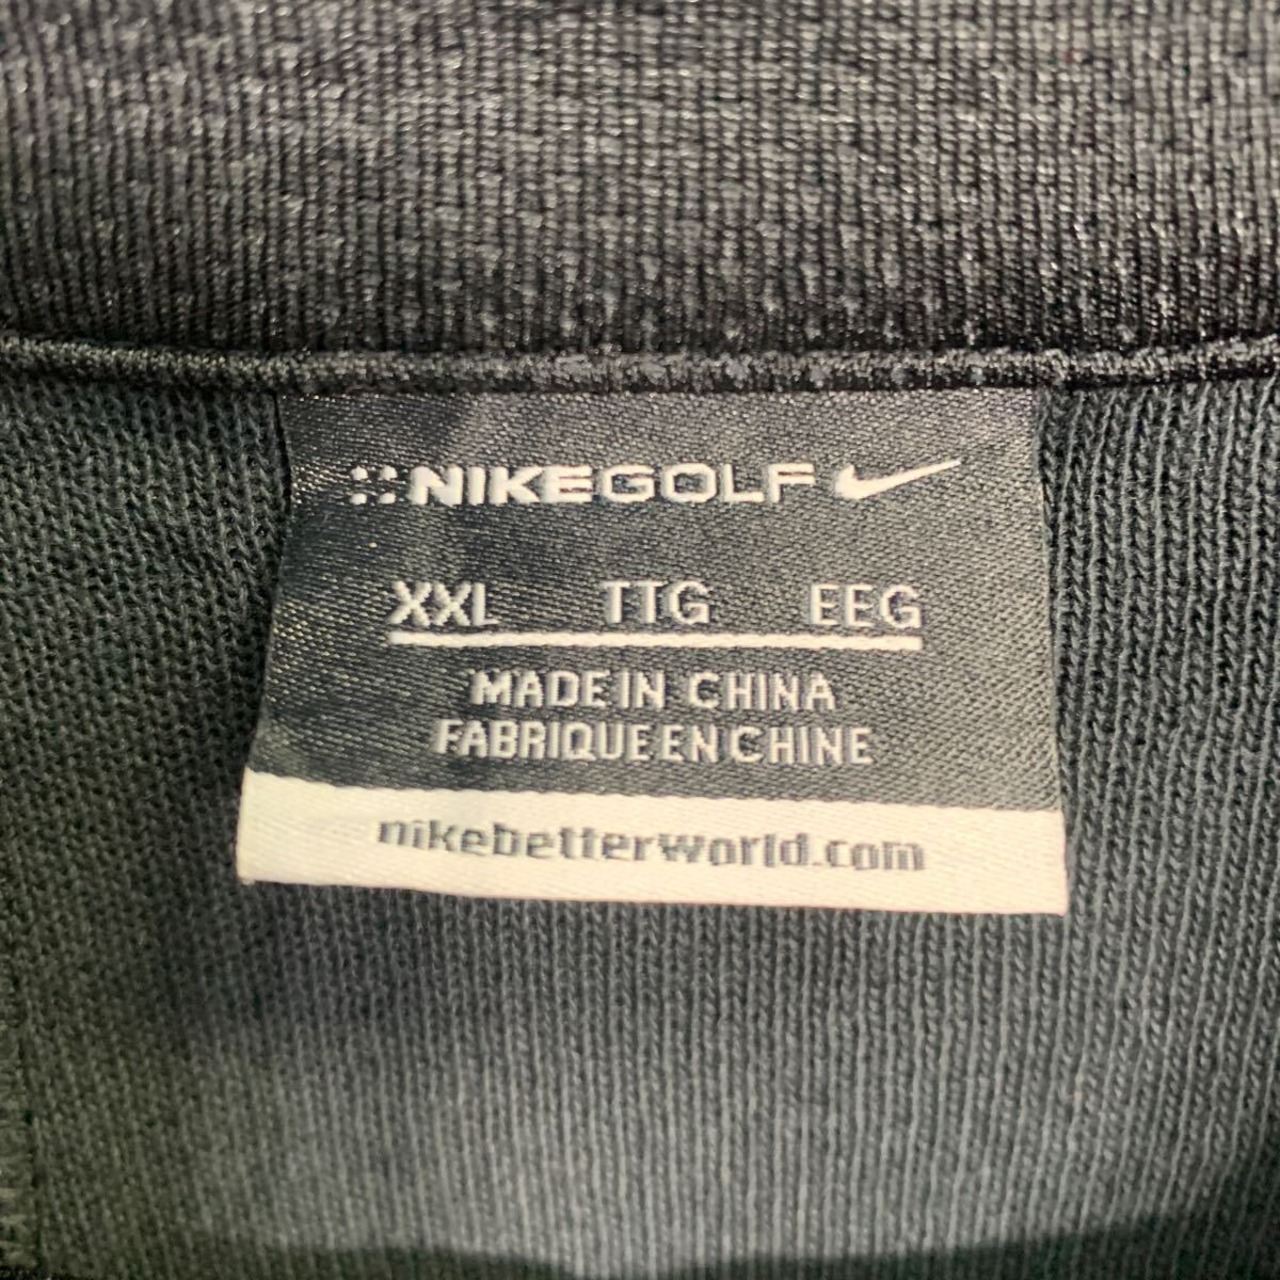 NIKEGOLF
XXL TTG EEG
MADE IN CHINA
FABRIQUE EN CHINE
nikebetterworld.com